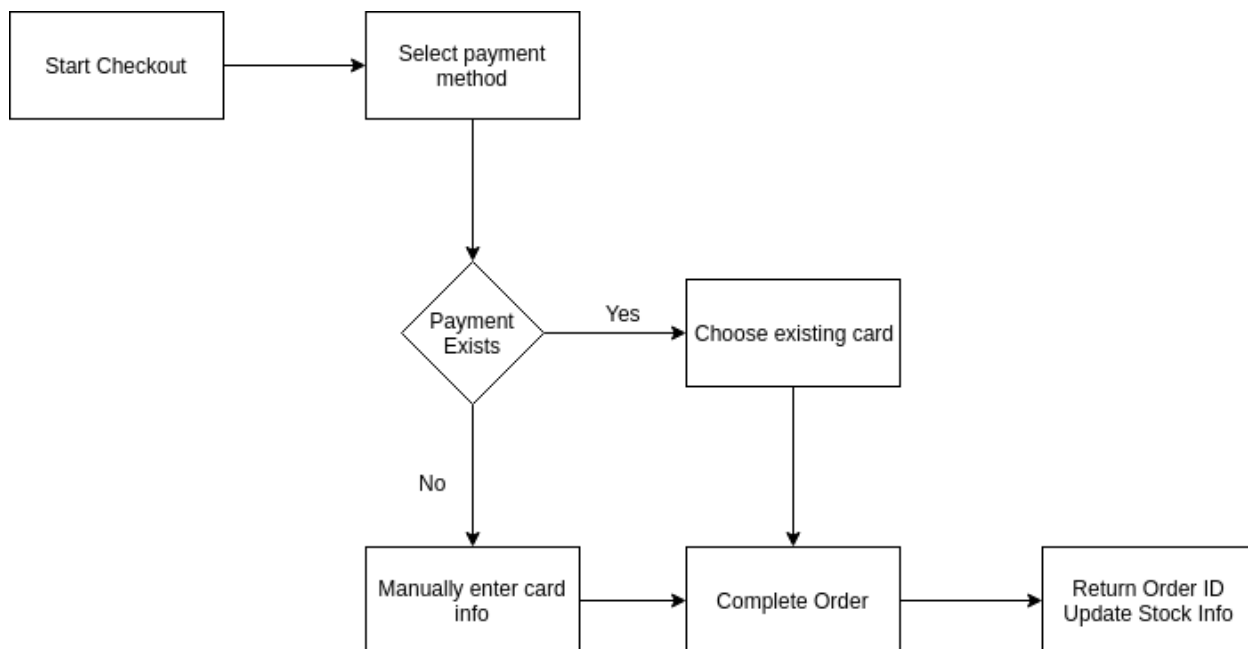 Start Checkout
Select payment
method
Payment
Exists
Yes
Choose existing card
No
Manually enter card
info
Complete Order
Return Order ID
Update Stock Info